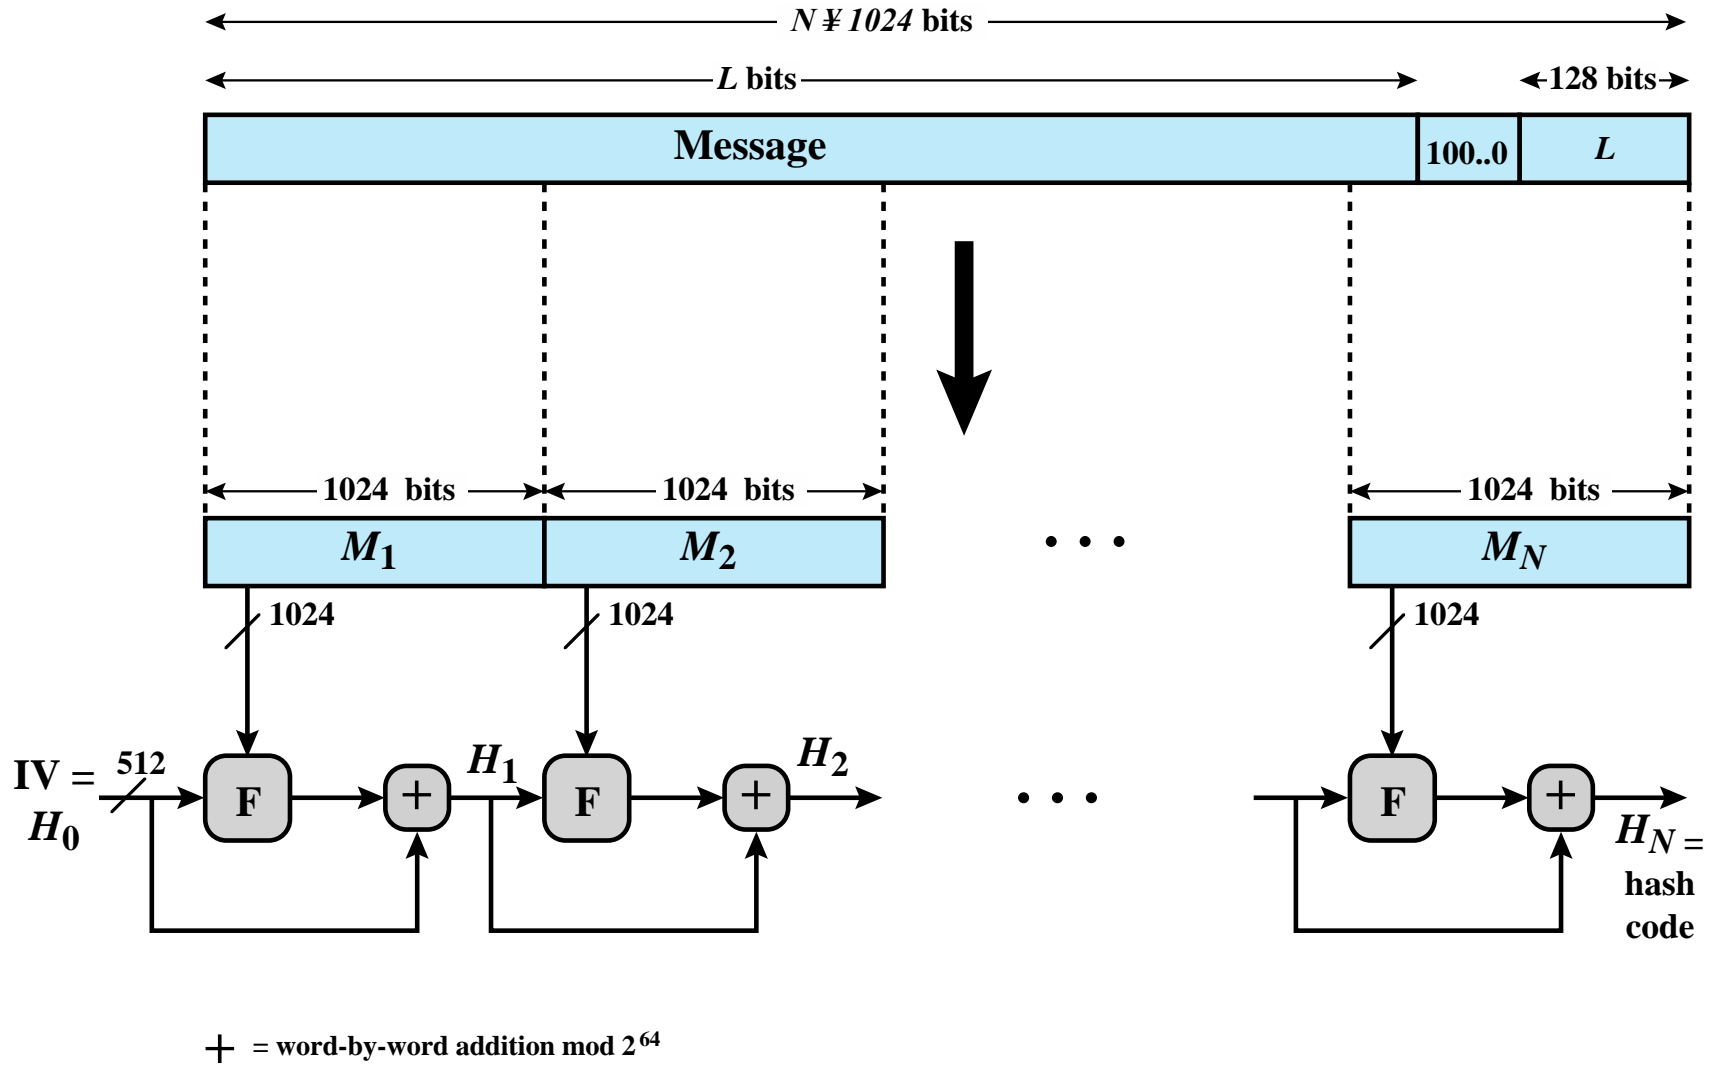 N ¥ 1024 bits
L bits
128 bits
Message
100..0
L
1024 bits
1024 bits
1024 bits
M1
M2
• • •
MN
1024
1024
1024
IV =
H0
512
F
+
H1
F
+
H2
• • •
F
+
HN =
hash
code
+ = word-by-word addition mod 2^64